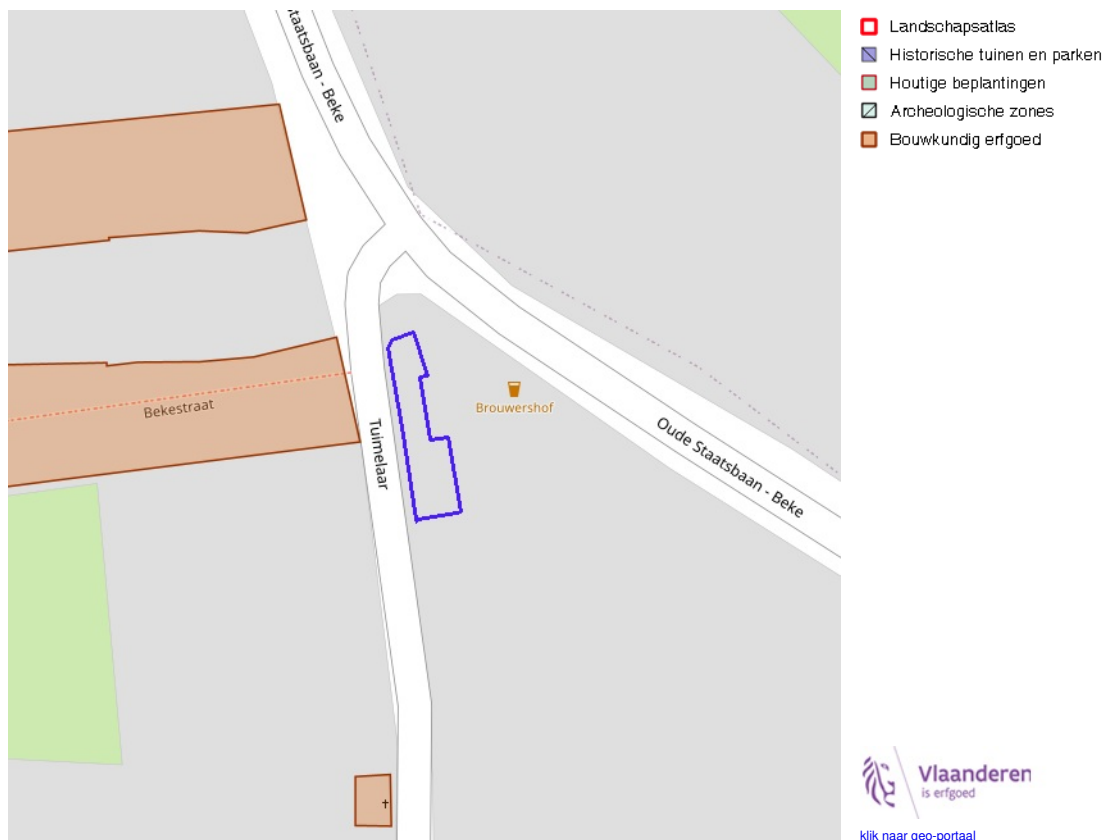 Staatsbaan - Beke
Bekestraat
Tuimelaar
Brouwershof
Oude Staatsbaan - Beke
Landschapsatlas
Historische tuinen en parken
Houtige beplantingen
Archeologische zones
Bouwkundig erfgoed
Vlaanderen
is erfgoed
klik naar geo-portaal